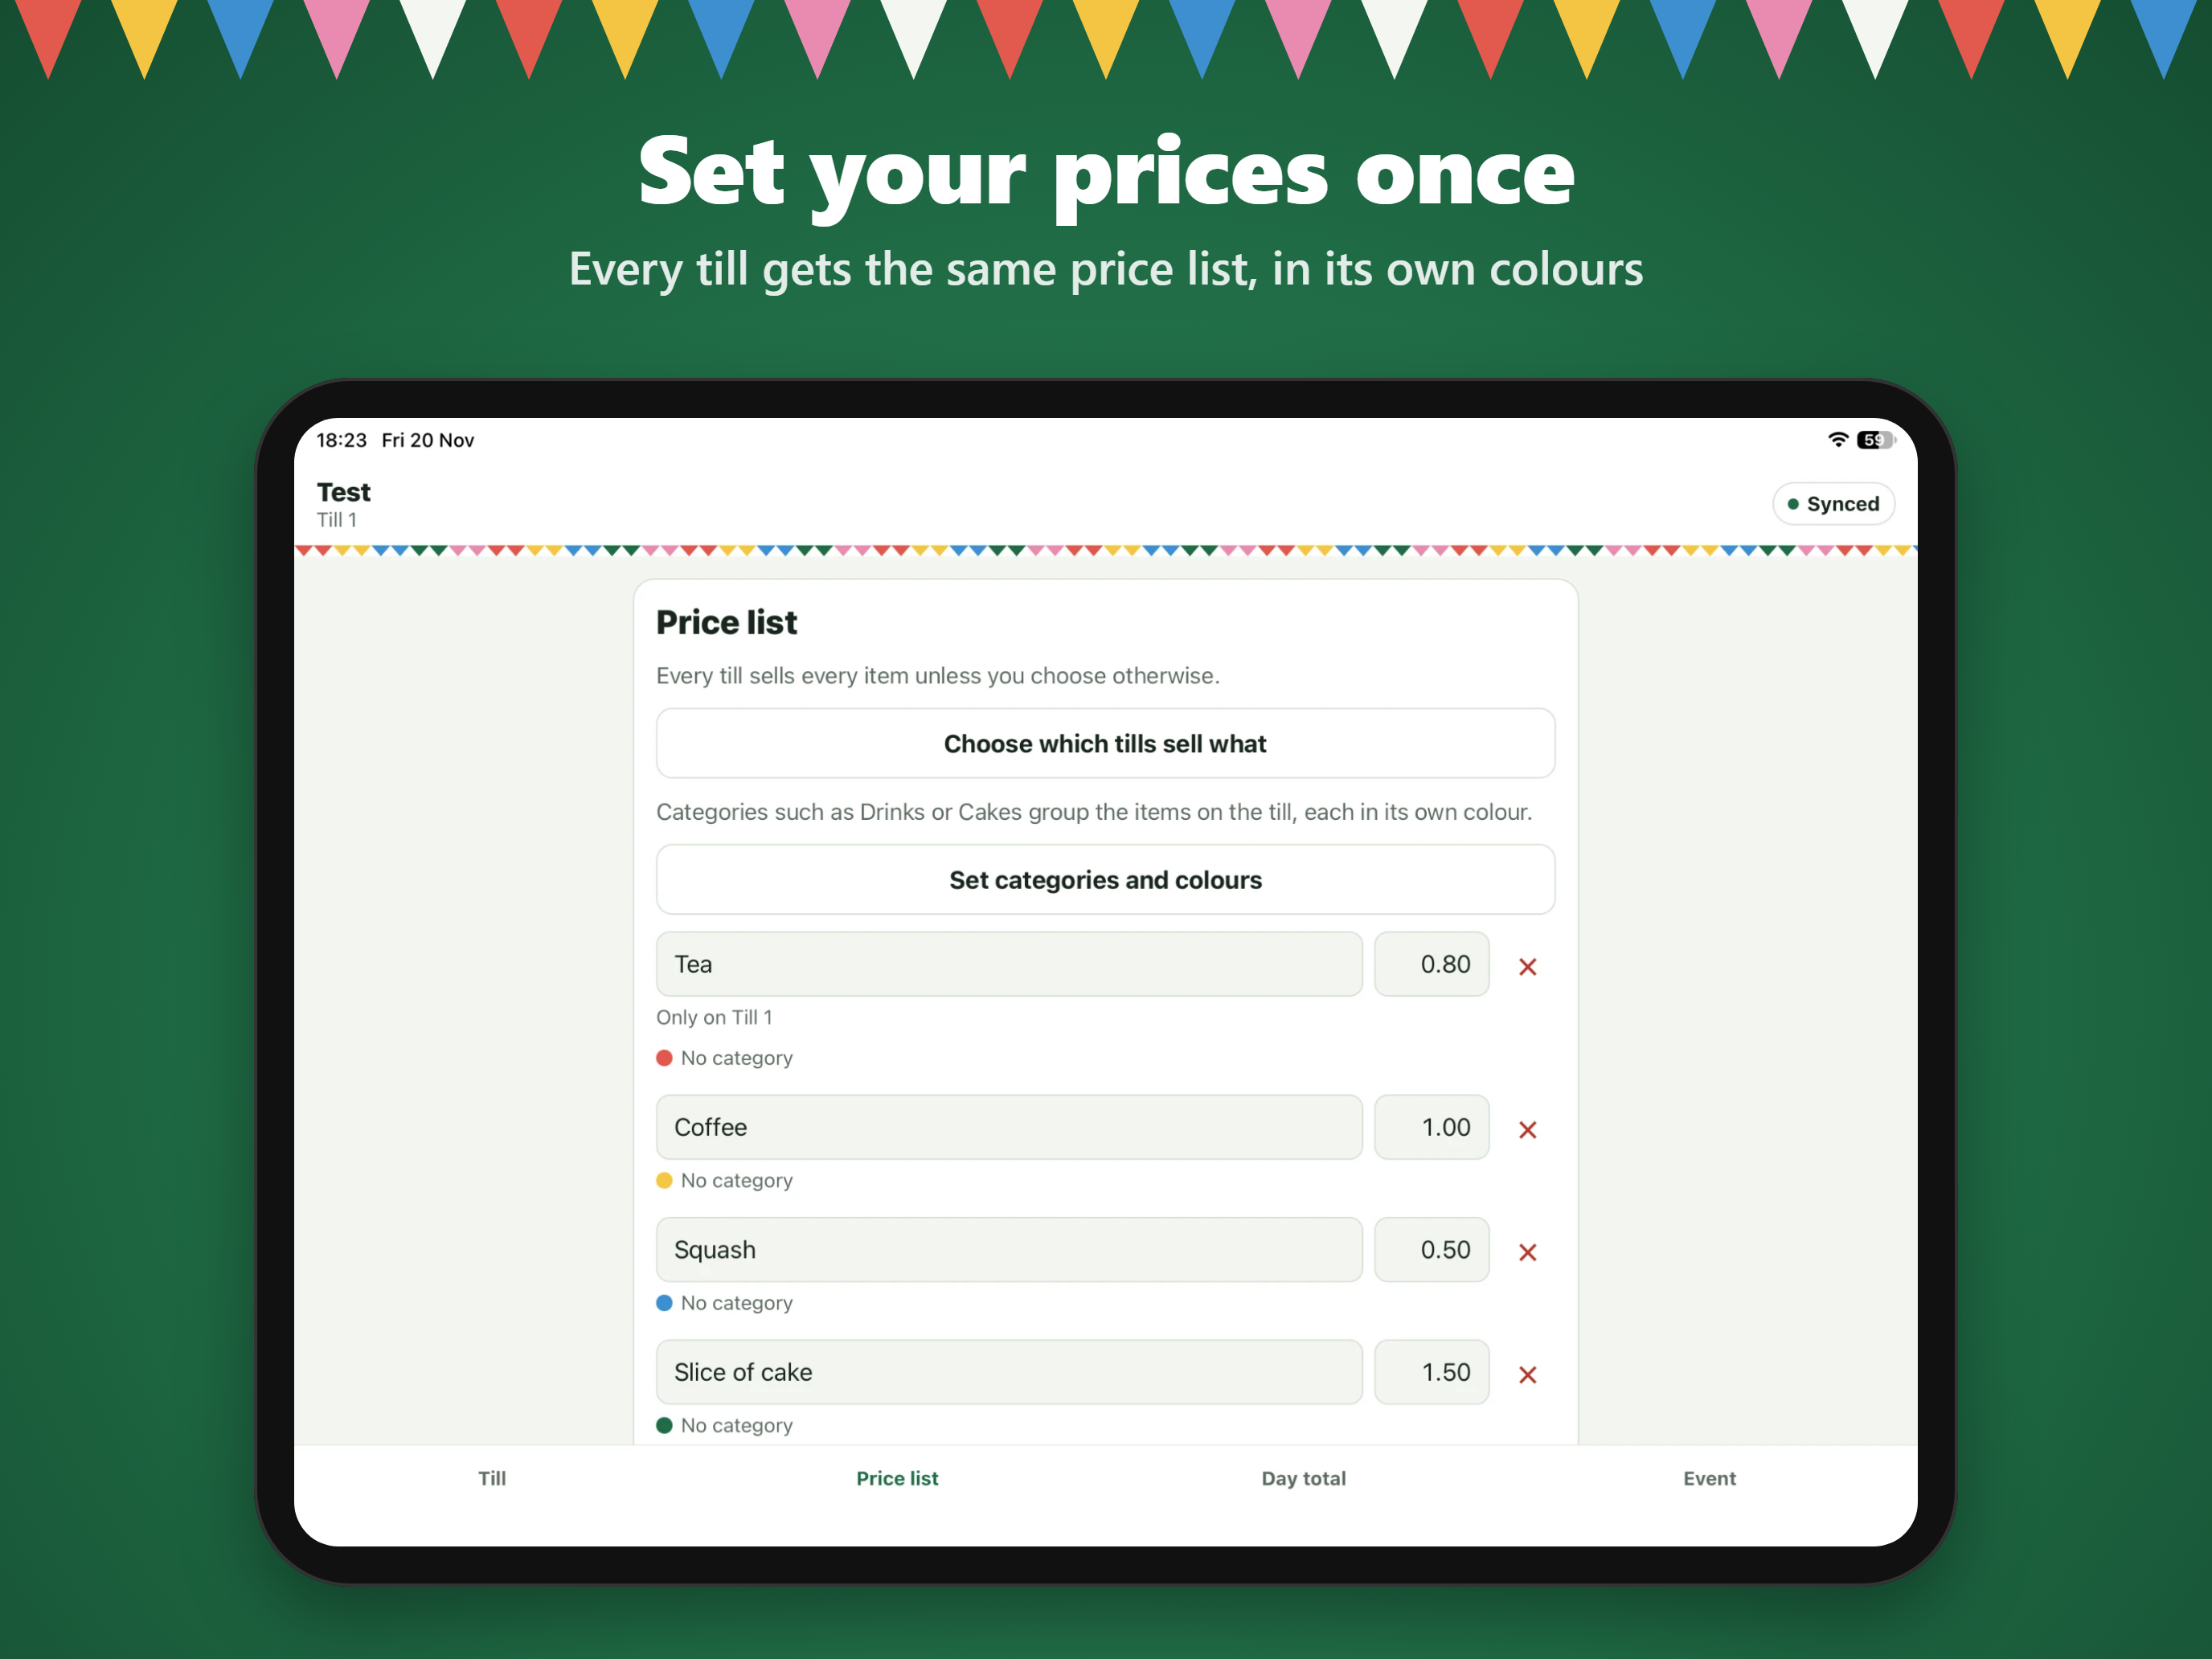 Set your prices once
Every till gets the same price list, in its own colours
18:23 Fri 20 Nov
59
Test
Till 1
Synced
Price list
Every till sells every item unless you choose otherwise.
Choose which tills sell what
Categories such as Drinks or Cakes group the items on the till, each in its own colour.
Set categories and colours
Tea 0.80
Only on Till 1
No category
Coffee 1.00
No category
Squash 0.50
No category
Slice of cake 1.50
No category
Till Price list Day total Event